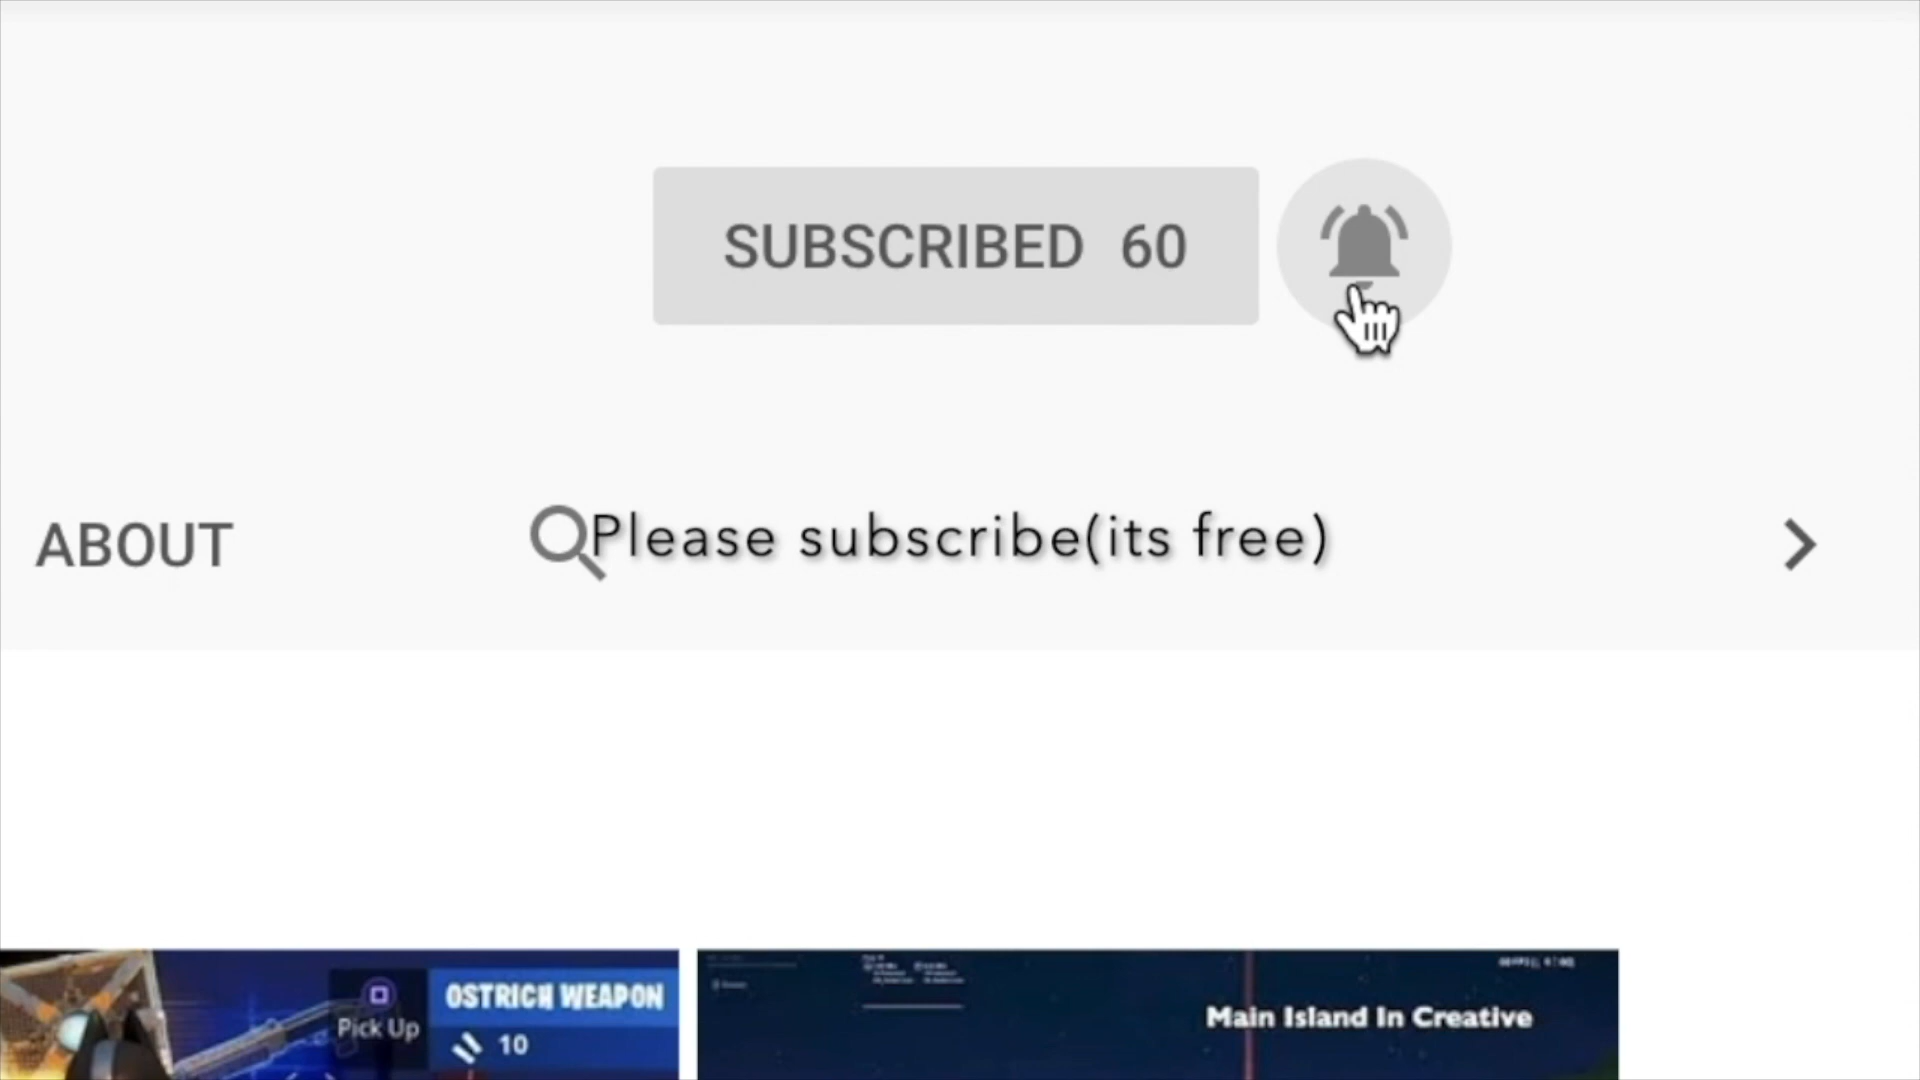 SUBSCRIBED 60
ABOUT
Please subscribe(its free)
OSTRICH WEAPON
Pick Up
10
Main Island In Creative